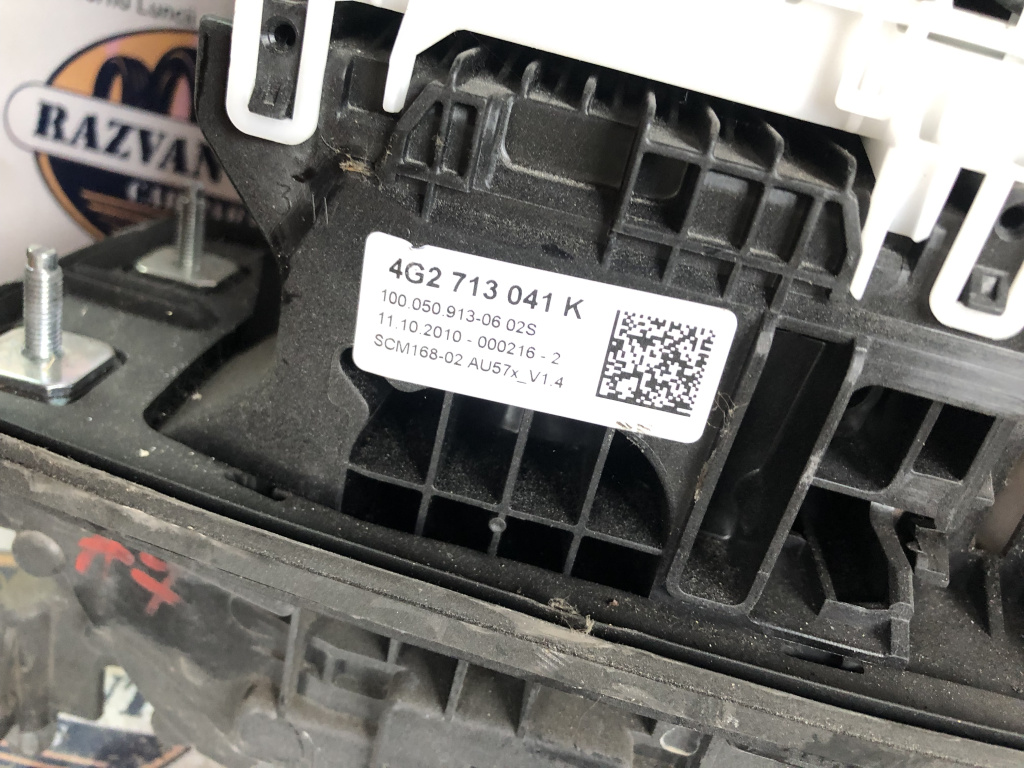 RAZVAN
4G2 713 041 K
100.050.913-06 02S
11.10.2010 - 000216 - 2
SCM168-02 AU57x_V1.4